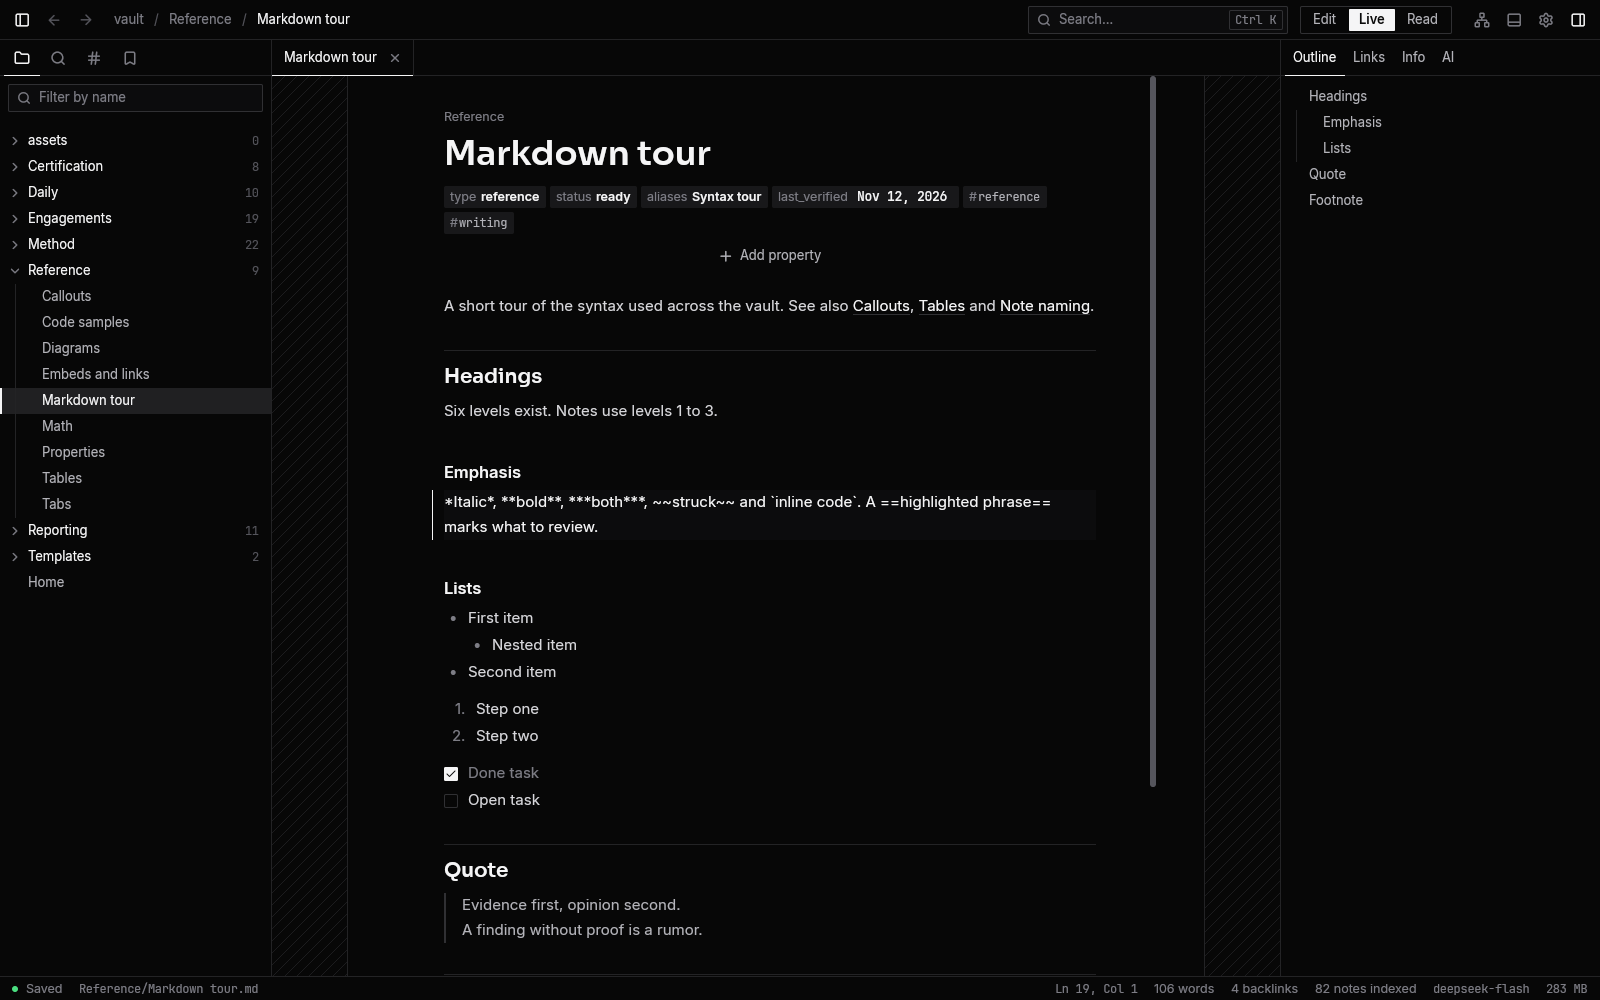 vault / Reference / Markdown tour
Search... Ctrl K
Edit Live Read
Filter by name
assets 0
Certification 8
Daily 10
Engagements 19
Method 22
Reference 9
Callouts
Code samples
Diagrams
Embeds and links
Markdown tour
Math
Properties
Tables
Tabs
Reporting 11
Templates 2
Home
Markdown tour
Reference
Markdown tour
type reference status ready aliases Syntax tour last_verified Nov 12, 2026 #reference
#writing
Add property
A short tour of the syntax used across the vault. See also Callouts, Tables and Note naming.
Headings
Six levels exist. Notes use levels 1 to 3.
Emphasis
*Italic*, **bold**, ***both***, ~~struck~~ and `inline code`. A ==highlighted phrase==
marks what to review.
Lists
• First item
• Nested item
• Second item
1. Step one
2. Step two
Done task
Open task
Quote
Evidence first, opinion second.
A finding without proof is a rumor.
Outline Links Info AI
Headings
Emphasis
Lists
Quote
Footnote
Saved Reference/Markdown tour.md
Ln 19, Col 1 106 words 4 backlinks 82 notes indexed deepseek-flash 283 MB